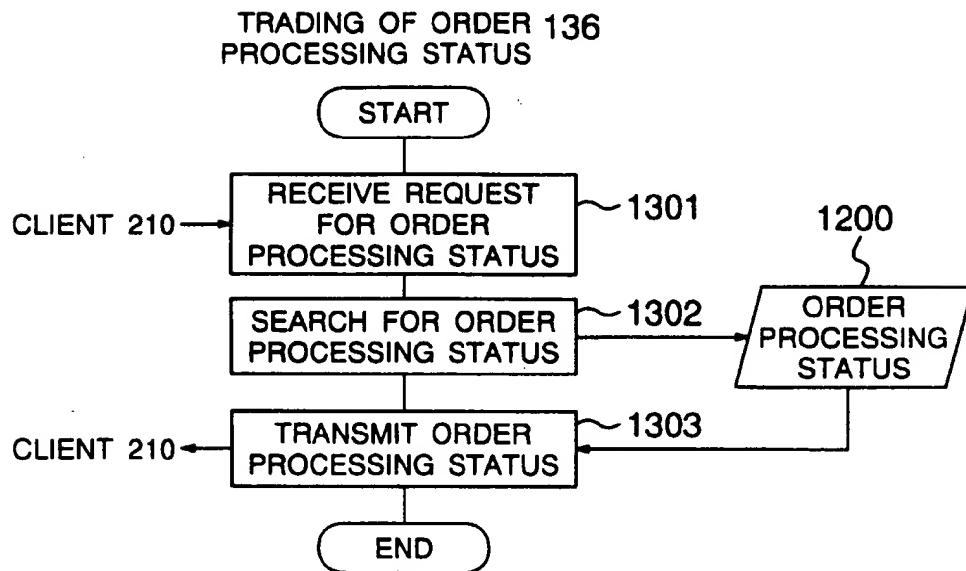 TRADING OF ORDER 136
PROCESSING STATUS
START
RECEIVE REQUEST
FOR ORDER
PROCESSING STATUS
1301
CLIENT 210
1200
SEARCH FOR ORDER
PROCESSING STATUS
1302
ORDER
PROCESSING
STATUS
TRANSMIT ORDER
PROCESSING STATUS
1303
CLIENT 210
END